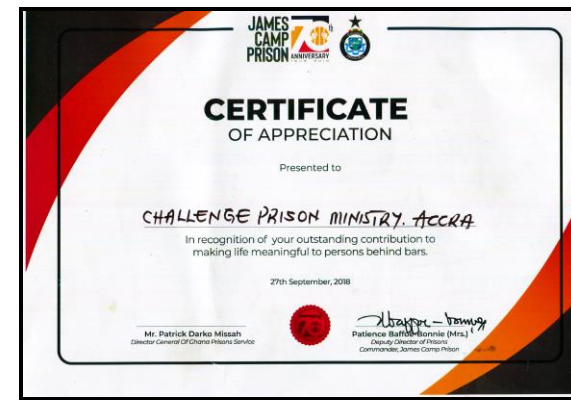 JAMES
CAMP
PRISON
70
ANNIVERSARY
CERTIFICATE
OF APPRECIATION
Presented to
CHALLENGE PRISON MINISTRY. ACCRA
In recognition of your outstanding contribution to
making life meaningful to persons behind bars.
27th September, 2018
Mr. Patrick Darko Missah
Director General Of Ghana Prisons Service
Patience Baffoe-Bonnie (Mrs.)
Deputy Director of Prisons
Commander, James Camp Prison